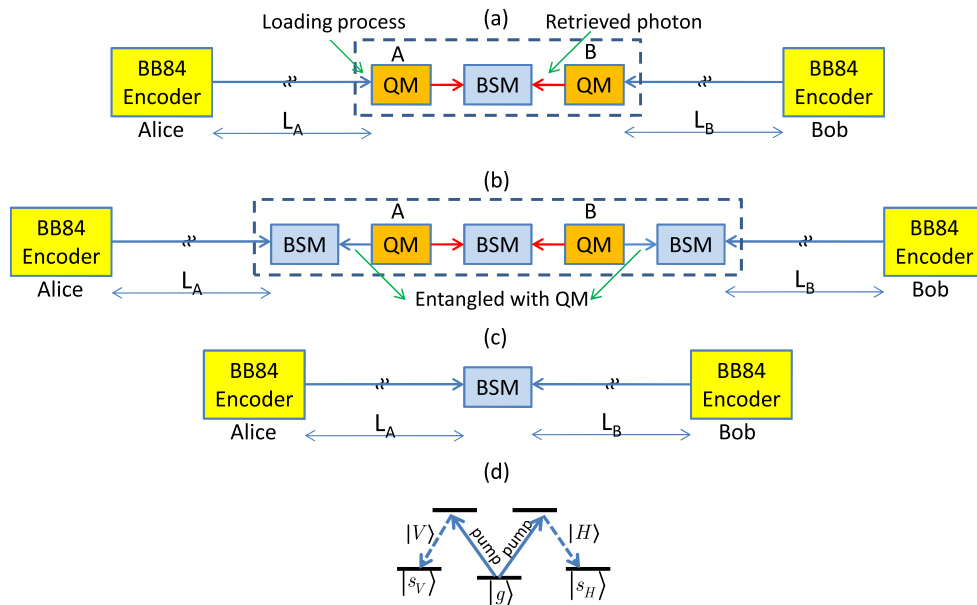 (a)
Loading process
Retrieved photon
A
B
BB84
Encoder
QM
BSM
QM
BB84
Encoder
Alice
L_A
L_B
Bob
(b)
A
B
BB84
Encoder
BSM
QM
BSM
QM
BSM
BB84
Encoder
Alice
L_A
Entangled with QM
L_B
Bob
(c)
BB84
Encoder
BSM
BB84
Encoder
Alice
L_A
L_B
Bob
(d)
|V⟩
pump
pump
|H⟩
|s_V⟩
|g⟩
|s_H⟩